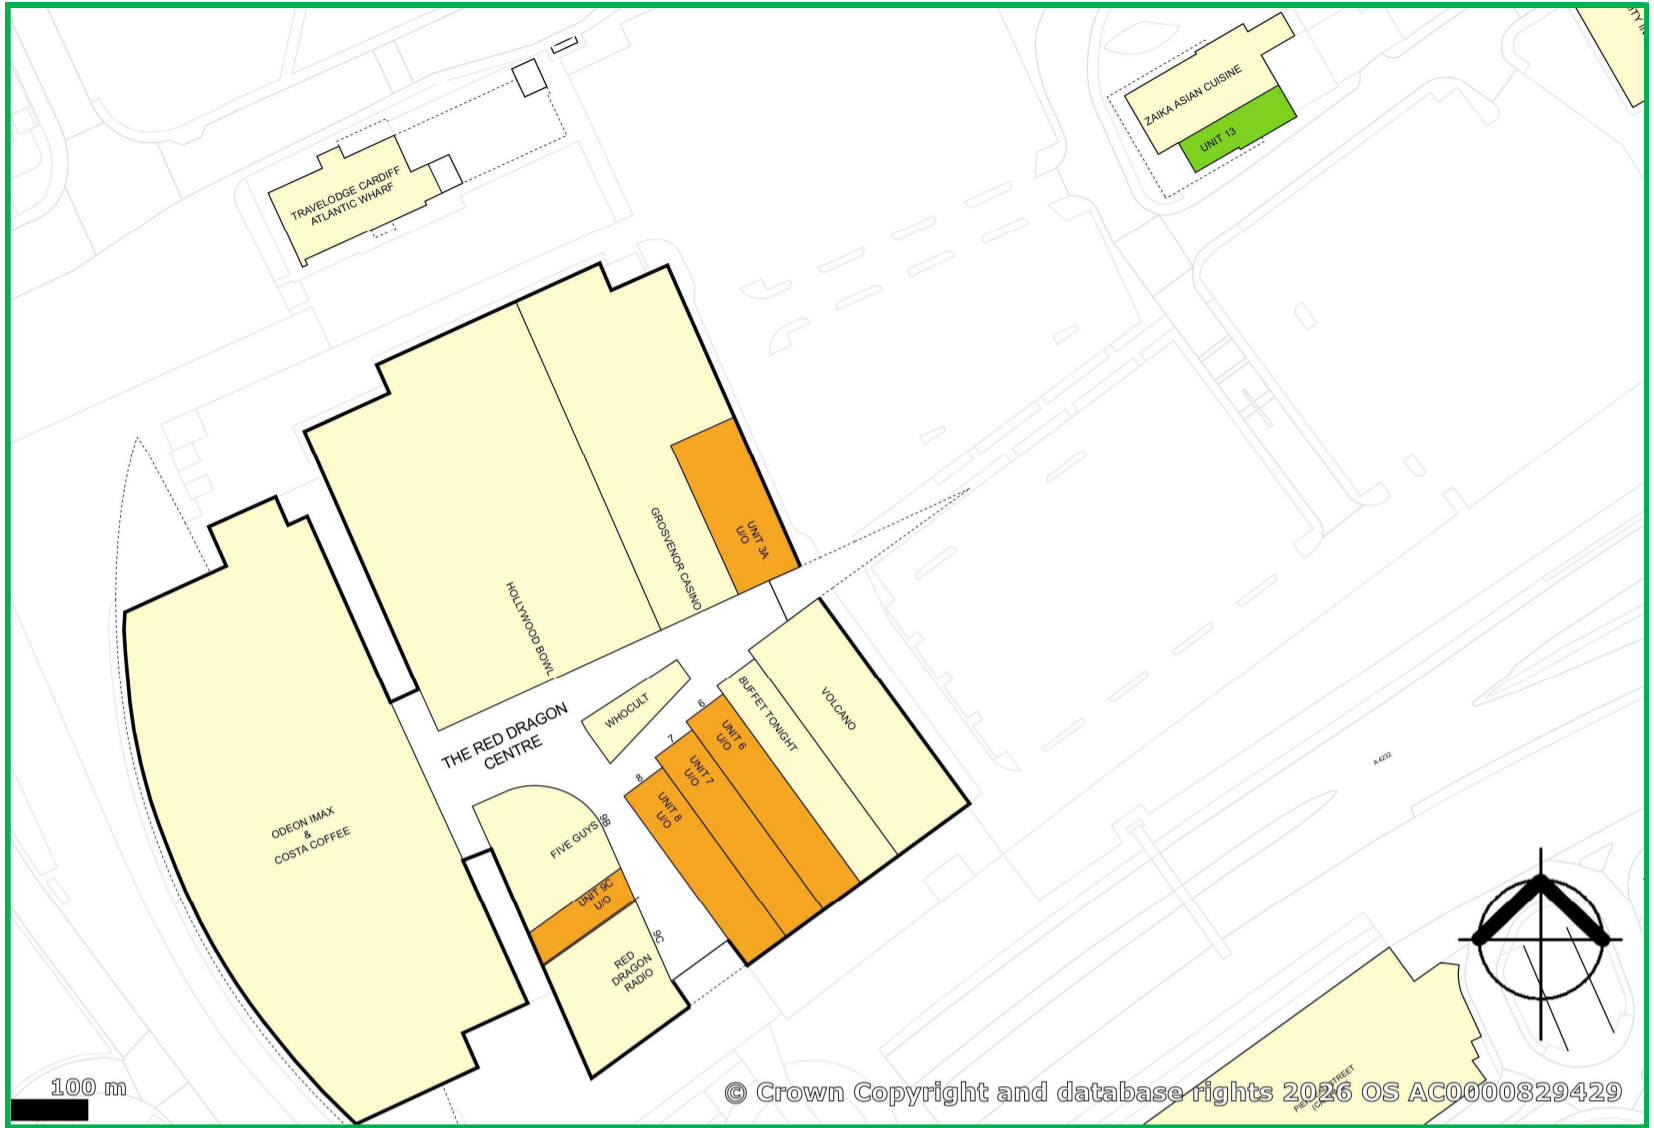 ZAIKA ASIAN CUISINE
UNIT 13
TRAVELODGE CARDIFF
ATLANTIC WHARF
GROSVENOR CASINO
UNIT 3A
U/O
HOLLYWOOD BOWL
THE RED DRAGON
CENTRE
WHOCULT
VOLCANO
BUFFET TONIGHT
6
UNIT 6
U/O
7
UNIT 7
U/O
8
UNIT 8
U/O
ODEON IMAX
&
COSTA COFFEE
FIVE GUYS
9B
UNIT 9C
U/O
9C
RED
DRAGON
RADIO
A 4232
100 m
© Crown Copyright and database rights 2026 OS AC0000829429